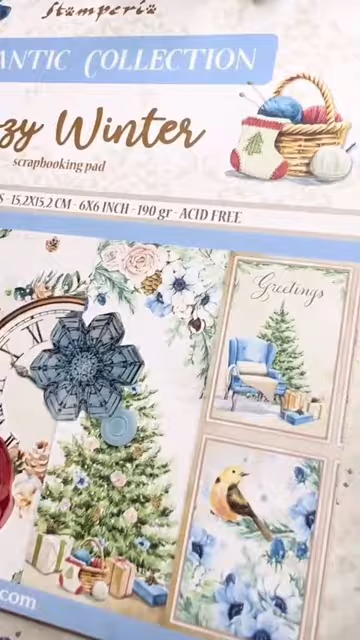 Stamperia
ANTIC COLLECTION
zy Winter
scrapbooking pad
S - 15,2X15,2 CM - 6X6 INCH - 190 gr - ACID FREE
Greetings
.com